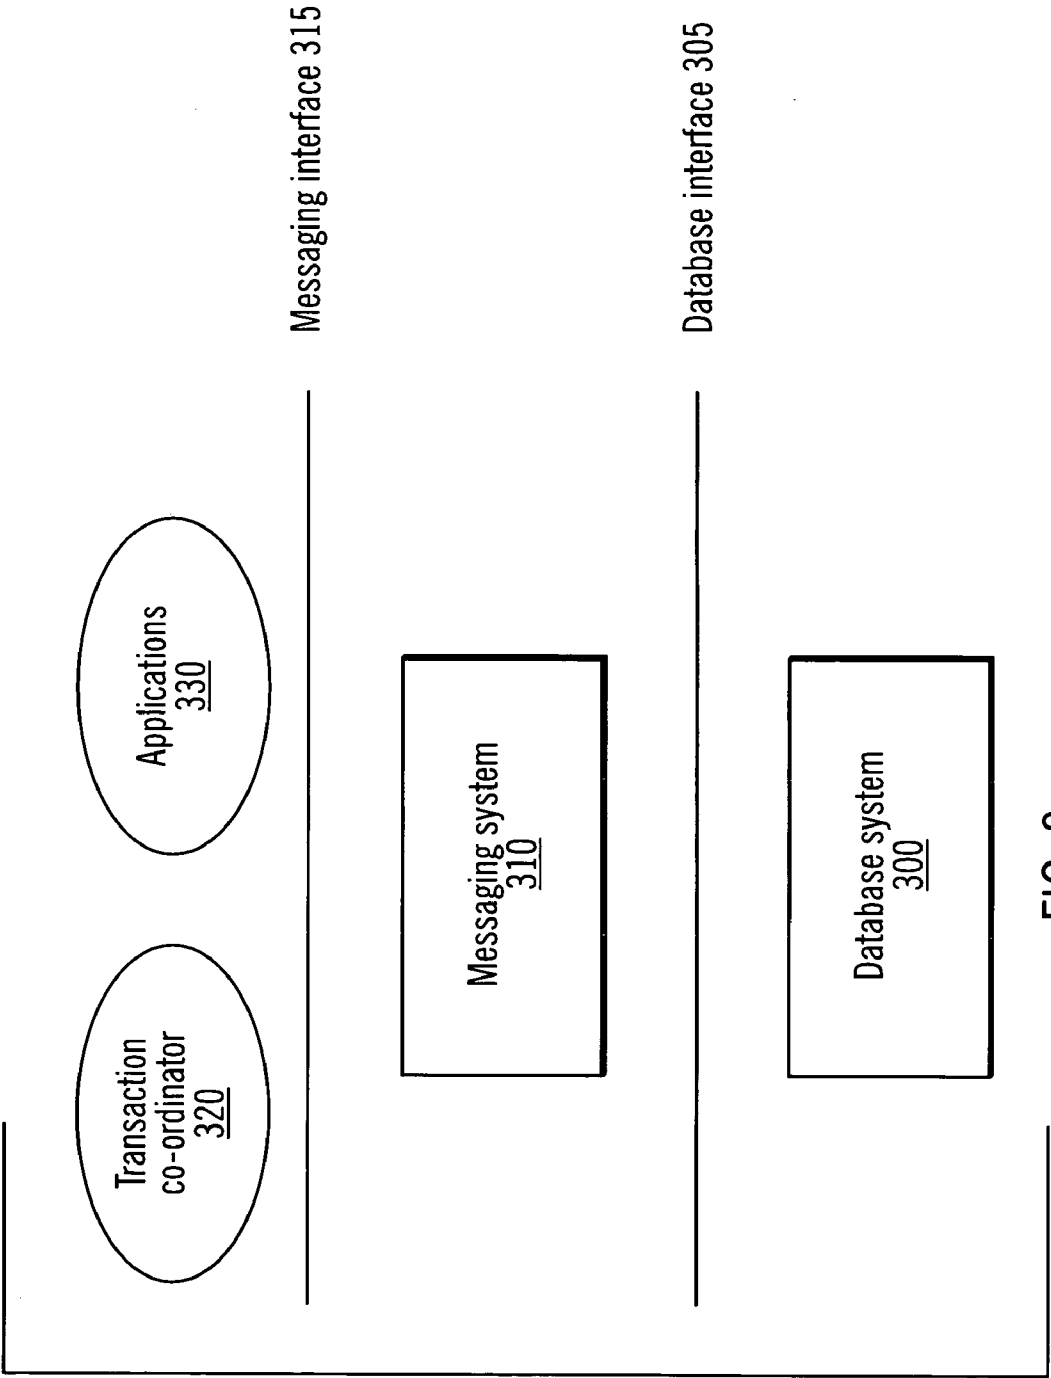 Transaction
co-ordinator
320
Applications
330
Messaging interface 315
Messaging system
310
Database interface 305
Database system
300